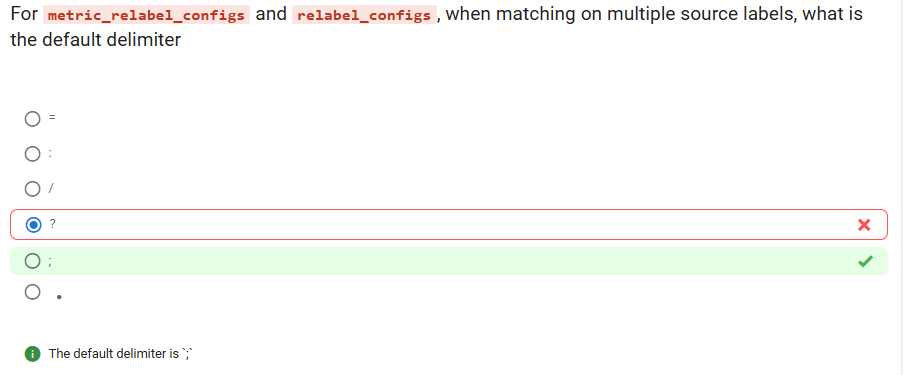 For metric_relabel_configs and relabel_configs, when matching on multiple source labels, what is
the default delimiter
=
:
/
?
;
.
The default delimiter is `;`